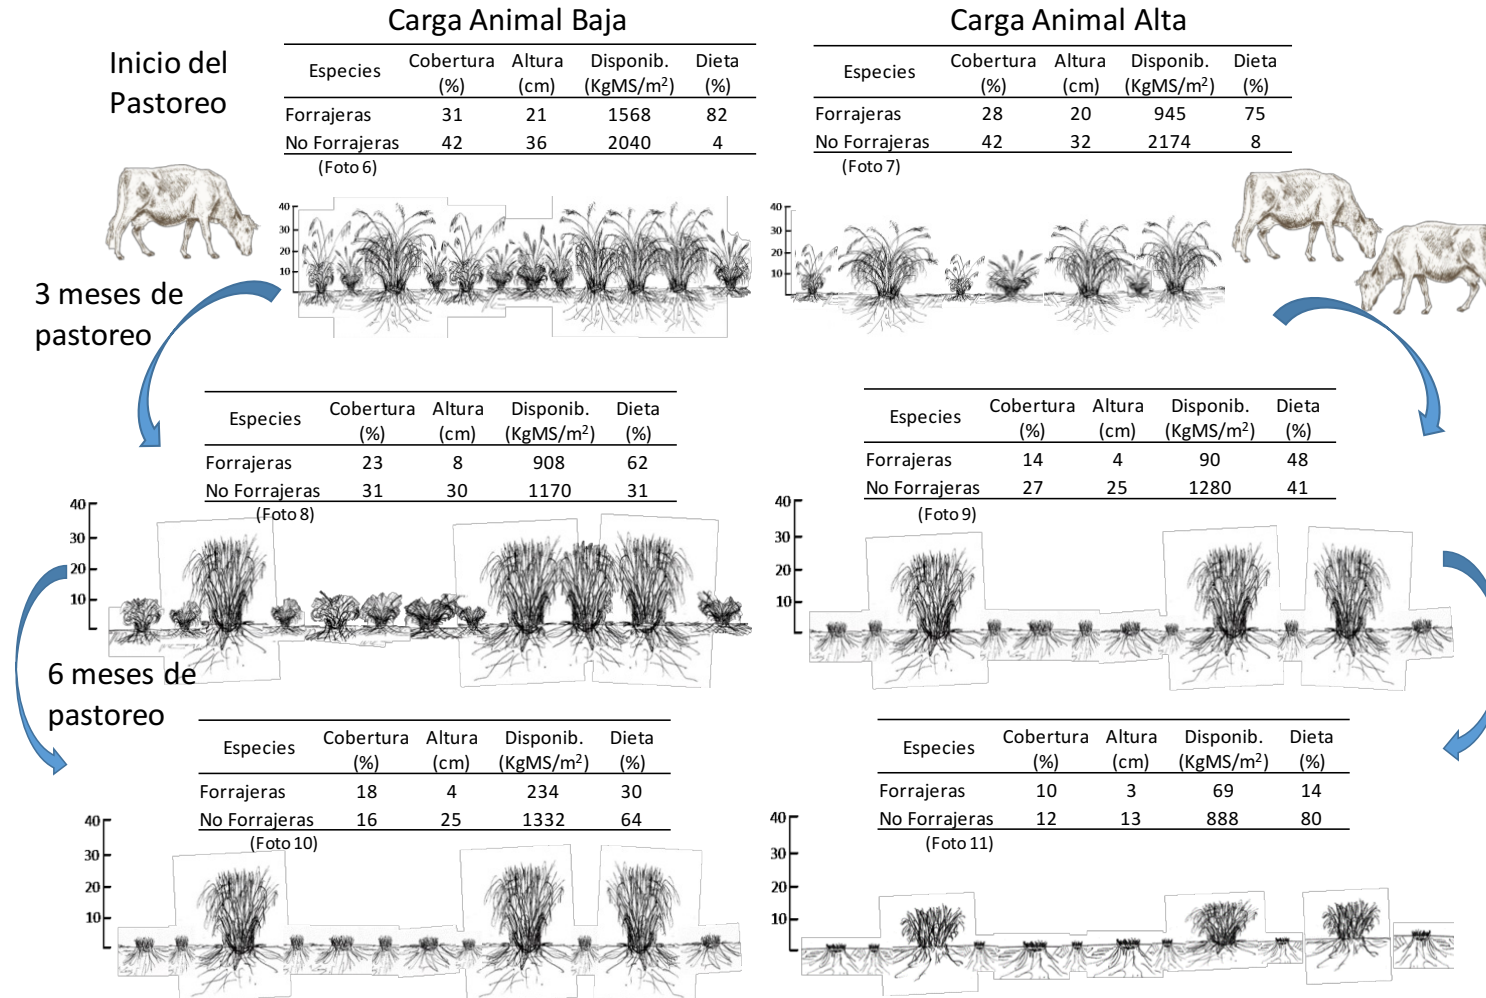 Carga Animal Baja
Carga Animal Alta
Inicio del
Pastoreo
Especies Cobertura (%) Altura (cm) Disponib. (KgMS/m²) Dieta (%)
Forrajeras 31 21 1568 82
No Forrajeras 42 36 2040 4
(Foto 6)
Especies Cobertura (%) Altura (cm) Disponib. (KgMS/m²) Dieta (%)
Forrajeras 28 20 945 75
No Forrajeras 42 32 2174 8
(Foto 7)
40
30
20
10
40
30
20
10
3 meses de
pastoreo
Especies Cobertura (%) Altura (cm) Disponib. (KgMS/m²) Dieta (%)
Forrajeras 23 8 908 62
No Forrajeras 31 30 1170 31
(Foto 8)
Especies Cobertura (%) Altura (cm) Disponib. (KgMS/m²) Dieta (%)
Forrajeras 14 4 90 48
No Forrajeras 27 25 1280 41
(Foto 9)
40
30
20
10
40
30
20
10
6 meses de
pastoreo
Especies Cobertura (%) Altura (cm) Disponib. (KgMS/m²) Dieta (%)
Forrajeras 18 4 234 30
No Forrajeras 16 25 1332 64
(Foto 10)
Especies Cobertura (%) Altura (cm) Disponib. (KgMS/m²) Dieta (%)
Forrajeras 10 3 69 14
No Forrajeras 12 13 888 80
(Foto 11)
40
30
20
10
40
30
20
10